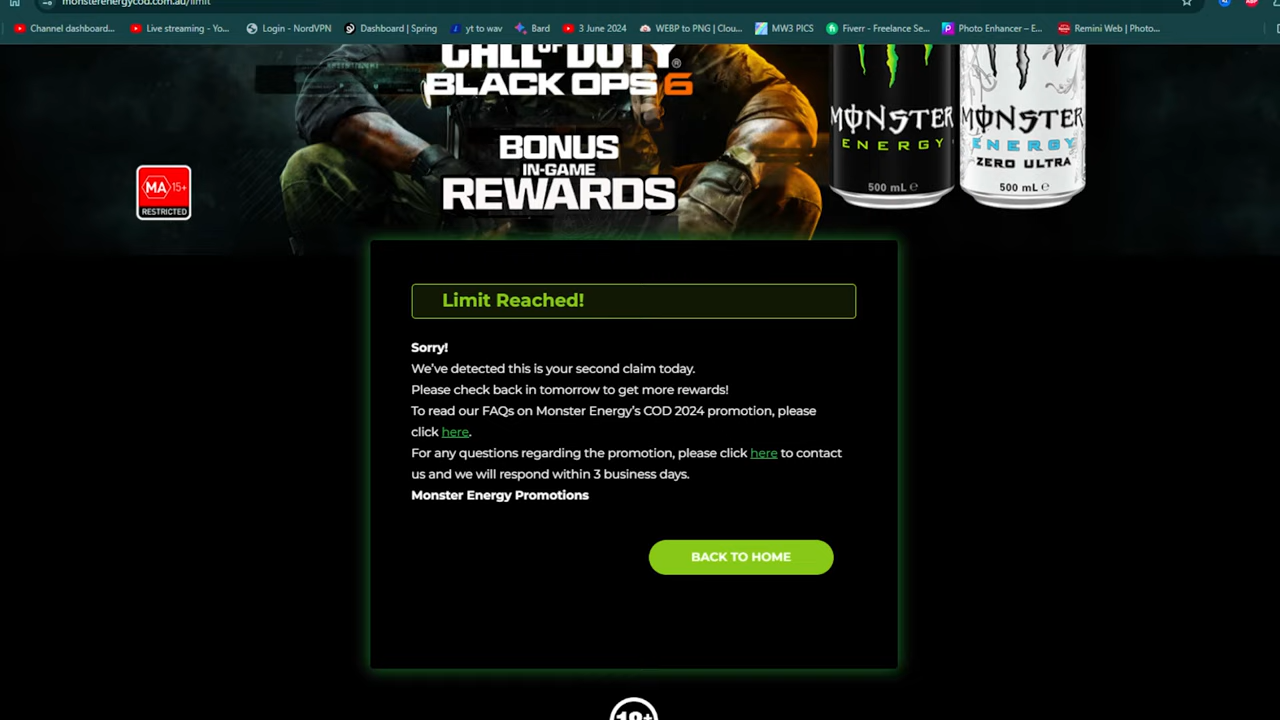 monsterenergycod.com.au/limit
Channel dashboard...
Live streaming - Yo...
Login - NordVPN
Dashboard | Spring
yt to wav
Bard
3 June 2024
WEBP to PNG | Clou...
MW3 PICS
Fiverr - Freelance Se...
Photo Enhancer – E...
Remini Web | Photo...
CALL OF DUTY®
BLACK OPS 6
BONUS
IN-GAME
REWARDS
MA 15+
RESTRICTED
MONSTER
ENERGY
500 mL ℮
MONSTER
ENERGY
ZERO ULTRA
500 mL ℮
Limit Reached!
Sorry!
We've detected this is your second claim today.
Please check back in tomorrow to get more rewards!
To read our FAQs on Monster Energy's COD 2024 promotion, please
click here.
For any questions regarding the promotion, please click here to contact
us and we will respond within 3 business days.
Monster Energy Promotions
BACK TO HOME
18+